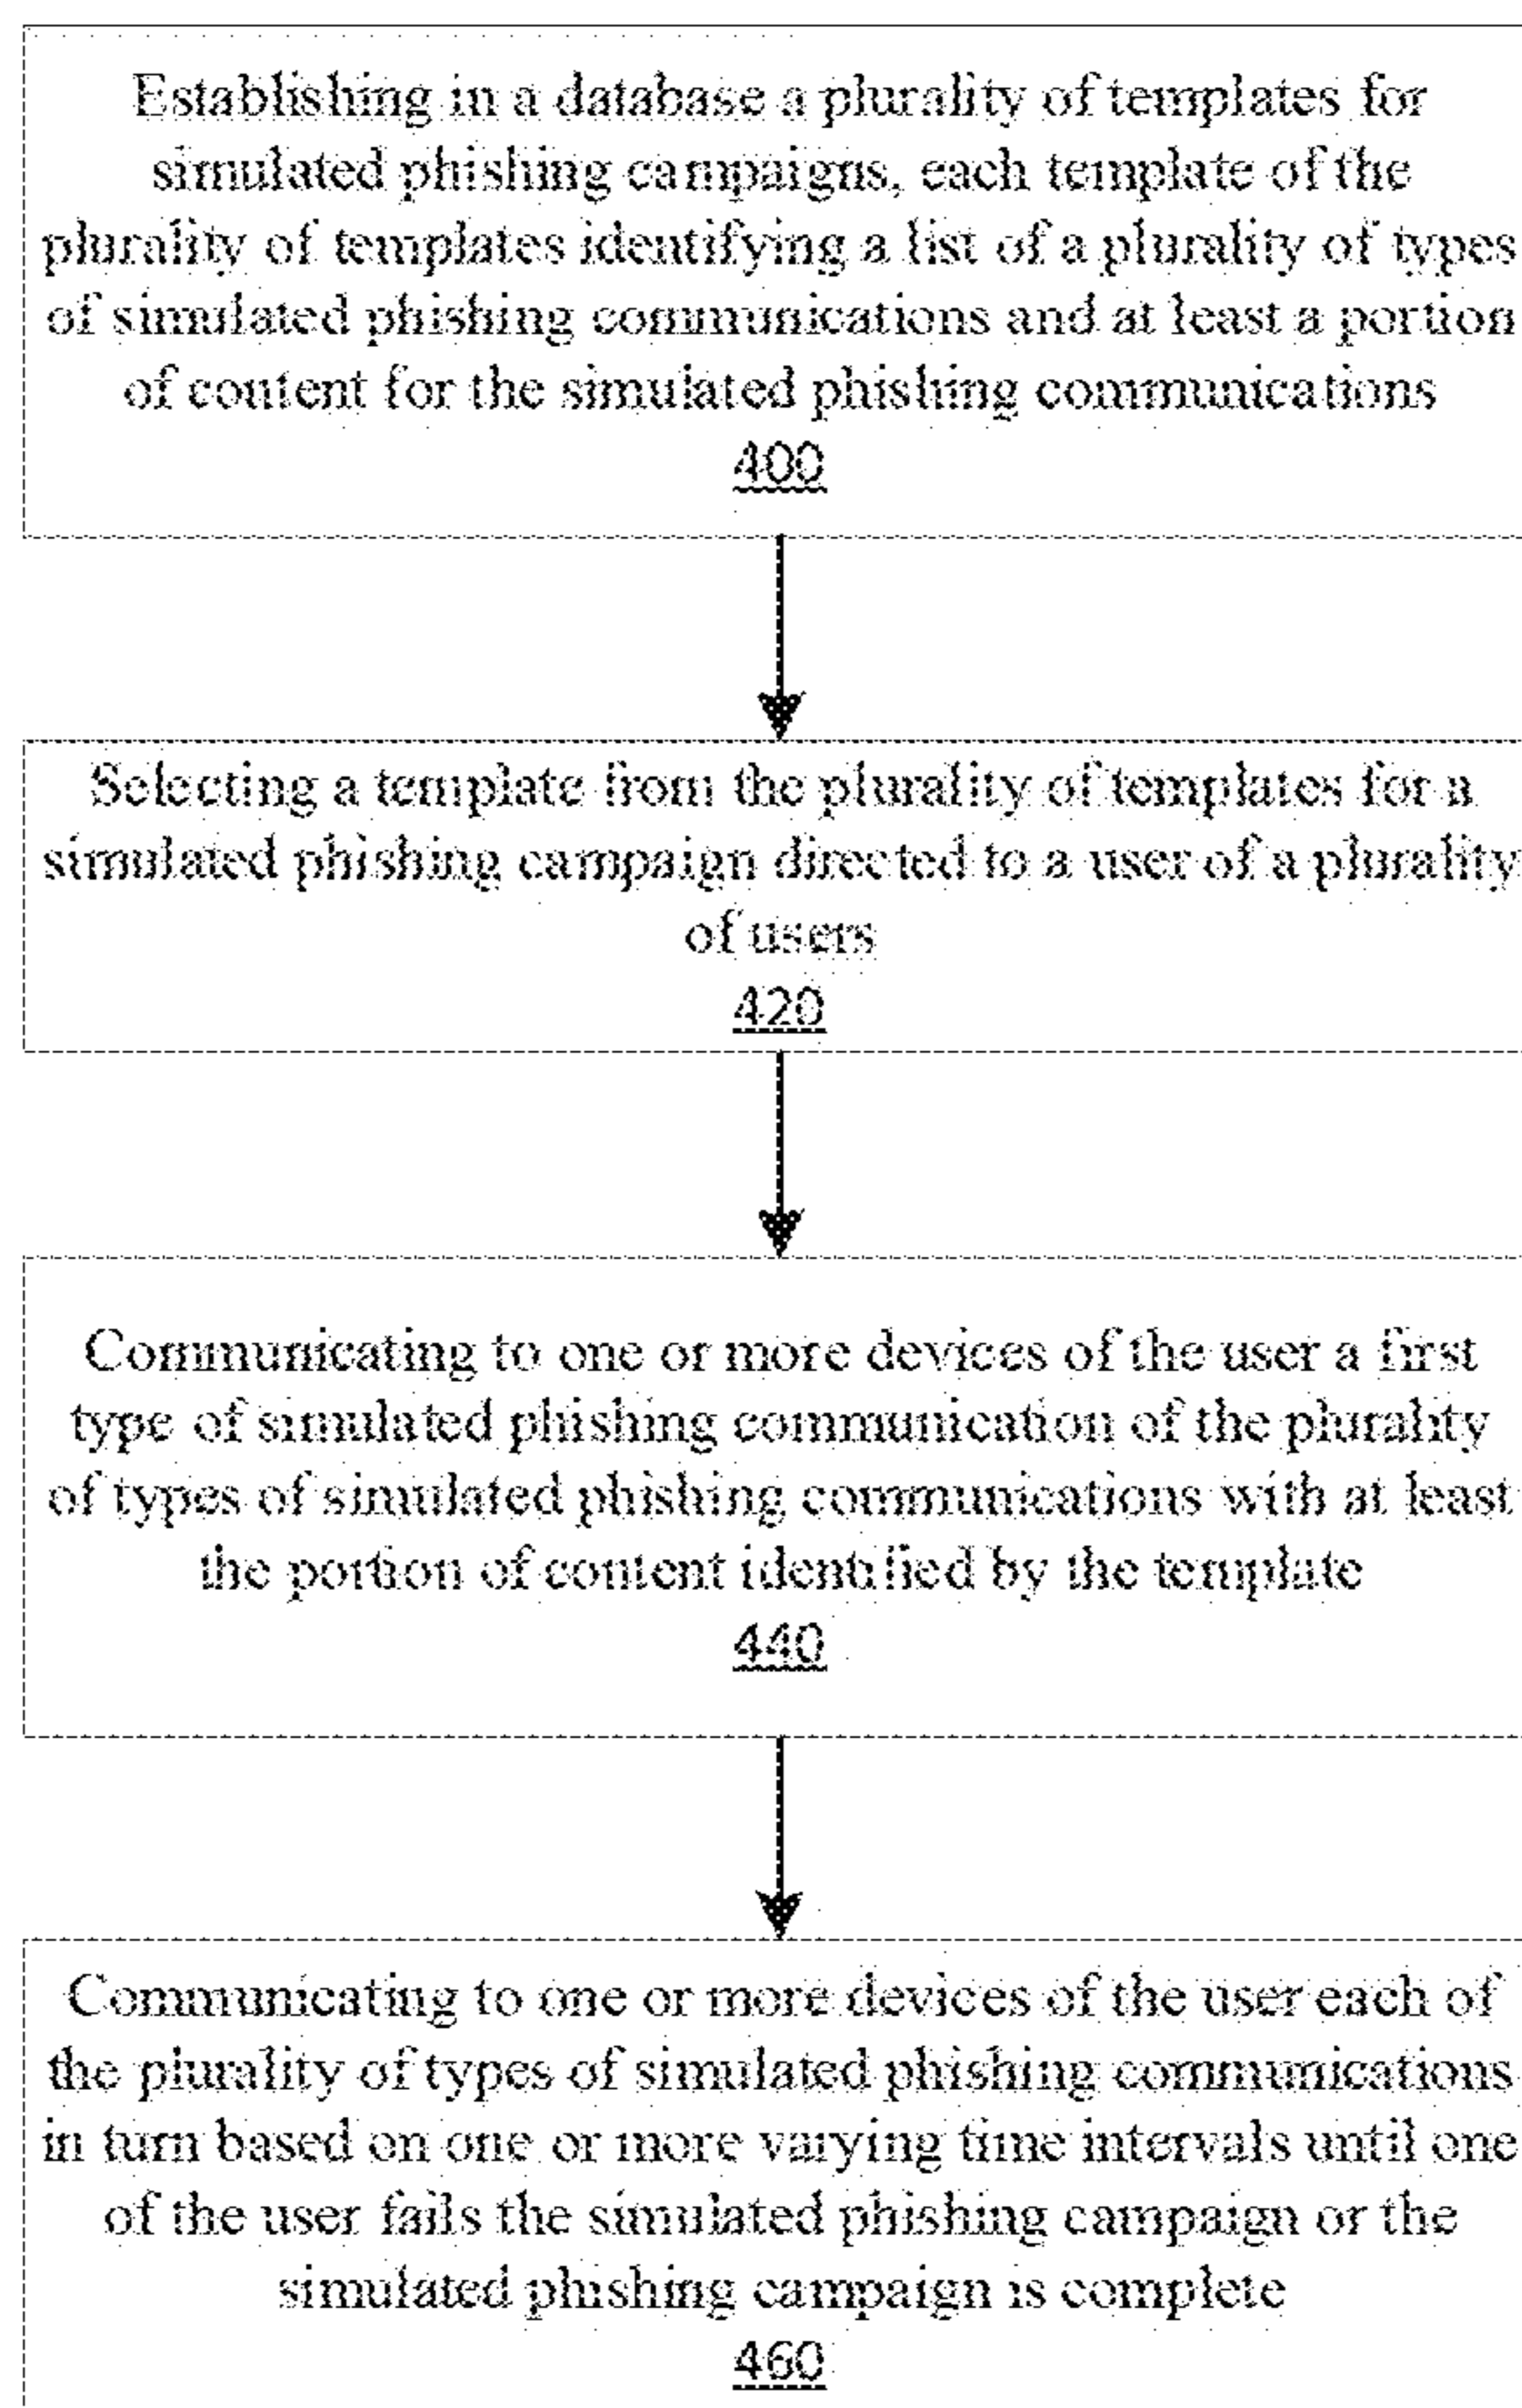 Establishing in a database a plurality of templates for
simulated phishing campaigns, each template of the
plurality of templates identifying a list of a plurality of types
of simulated phishing communications and at least a portion
of content for the simulated phishing communications
400
Selecting a template from the plurality of templates for a
simulated phishing campaign directed to a user of a plurality
of users
420
Communicating to one or more devices of the user a first
type of simulated phishing communication of the plurality
of types of simulated phishing communications with at least
the portion of content identified by the template
440
Communicating to one or more devices of the user each of
the plurality of types of simulated phishing communications
in turn based on one or more varying time intervals until one
of the user fails the simulated phishing campaign or the
simulated phishing campaign is complete
460